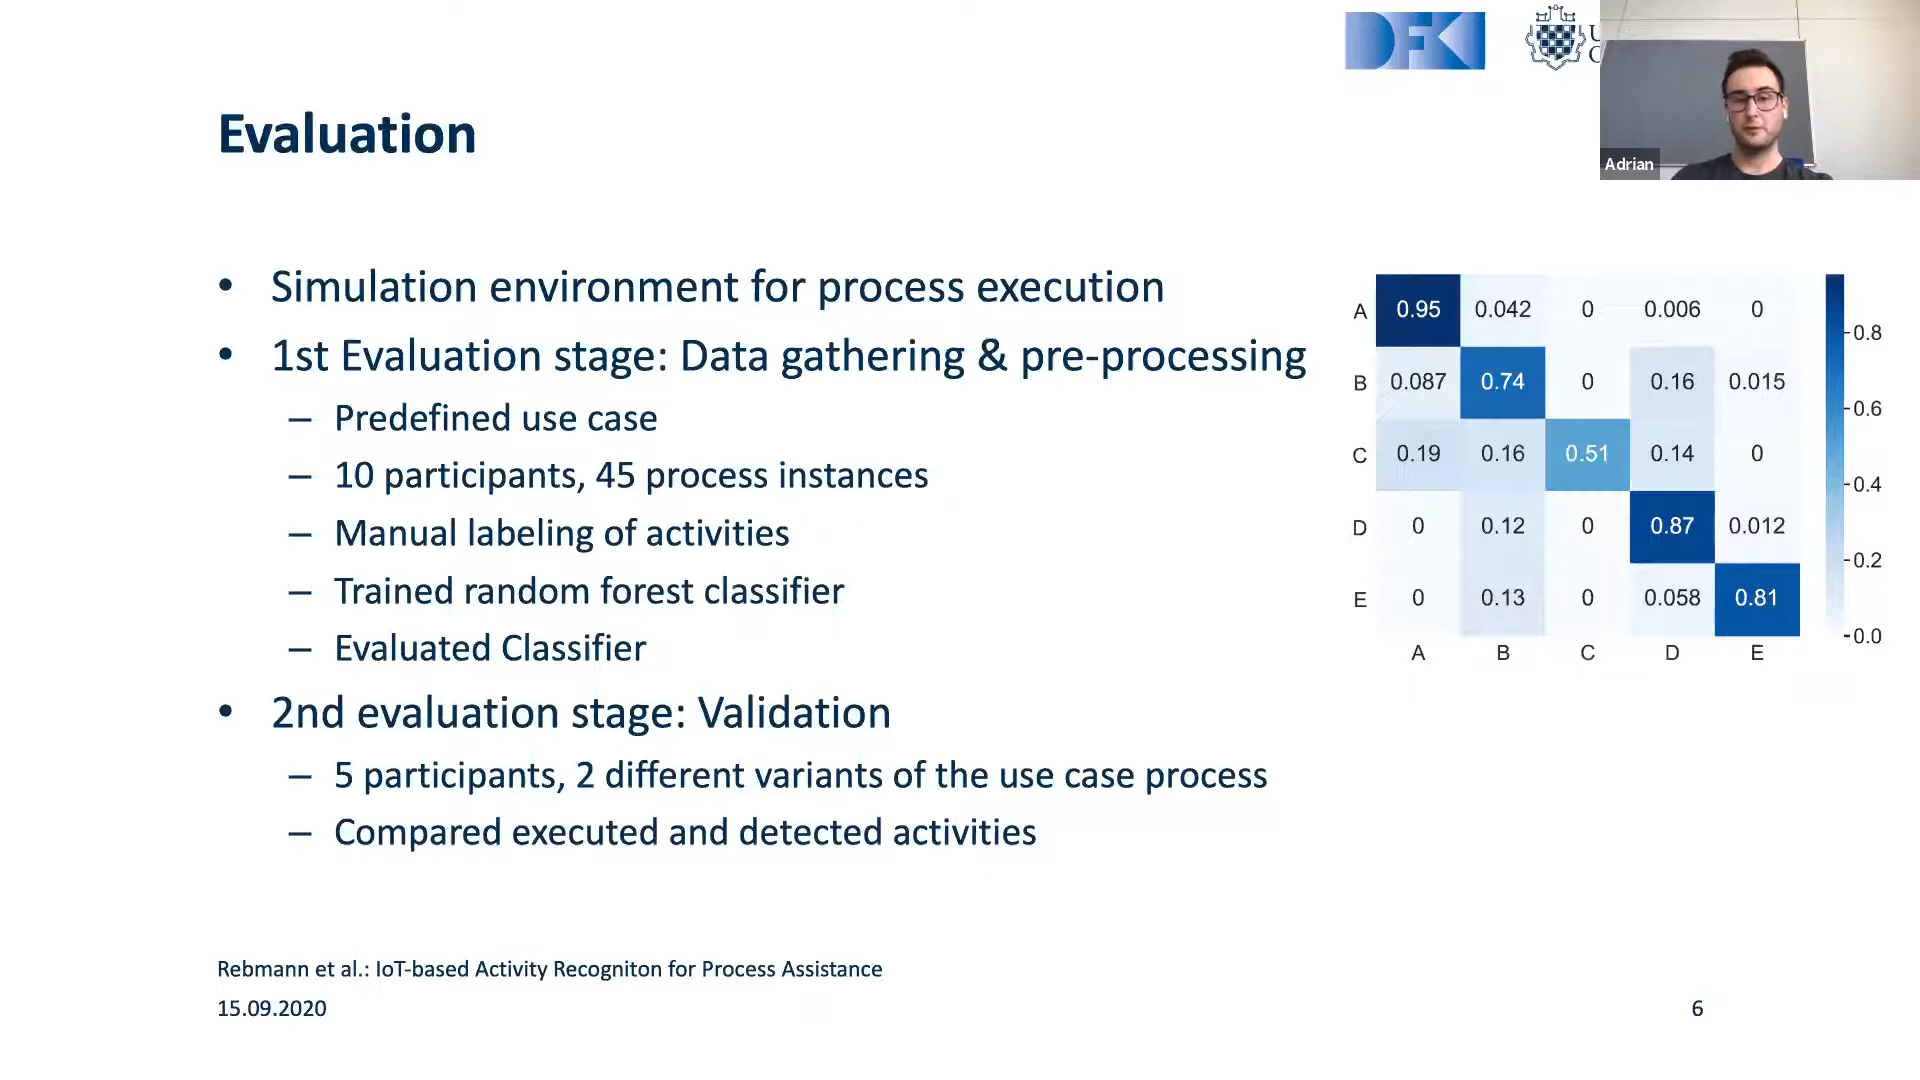 DFKI
Adrian
Evaluation
• Simulation environment for process execution
• 1st Evaluation stage: Data gathering & pre-processing
– Predefined use case
– 10 participants, 45 process instances
– Manual labeling of activities
– Trained random forest classifier
– Evaluated Classifier
• 2nd evaluation stage: Validation
– 5 participants, 2 different variants of the use case process
– Compared executed and detected activities
A 0.95 0.042 0 0.006 0
B 0.087 0.74 0 0.16 0.015
C 0.19 0.16 0.51 0.14 0
D 0 0.12 0 0.87 0.012
E 0 0.13 0 0.058 0.81
A B C D E
0.8
0.6
0.4
0.2
0.0
Rebmann et al.: IoT-based Activity Recogniton for Process Assistance
15.09.2020
6